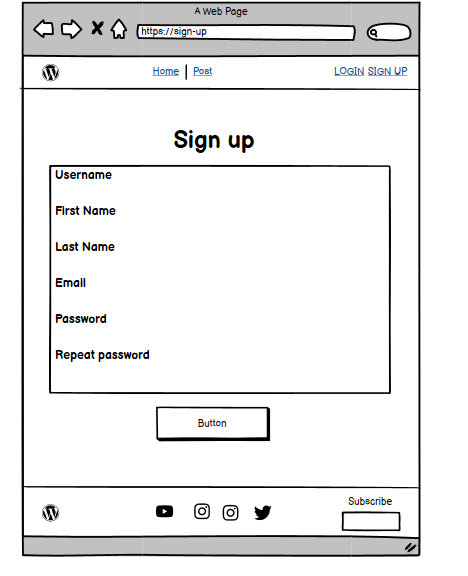 A Web Page
https://sign-up
Home Post LOGIN SIGN UP
Sign up
Username
First Name
Last Name
Email
Password
Repeat password
Button
Subscribe